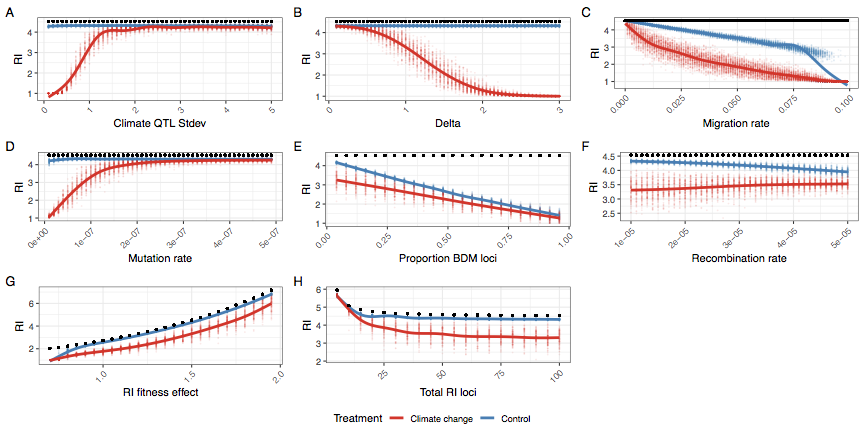 A
RI
4
3
2
1
0 1 2 3 4 5
Climate QTL Stdev
B
RI
4
3
2
1
0 1 2 3
Delta
C
RI
4
3
2
1
0.000 0.025 0.050 0.075 0.100
Migration rate
D
RI
4
3
2
1
0e+00 1e-07 2e-07 3e-07 4e-07 5e-07
Mutation rate
E
RI
4
3
2
1
0.00 0.25 0.50 0.75 1.00
Proportion BDM loci
F
RI
4.5
4.0
3.5
3.0
2.5
1e-05 2e-05 3e-05 4e-05 5e-05
Recombination rate
G
RI
6
4
2
1.0 1.5 2.0
RI fitness effect
H
RI
6
5
4
3
2
25 50 75 100
Total RI loci
Treatment Climate change Control